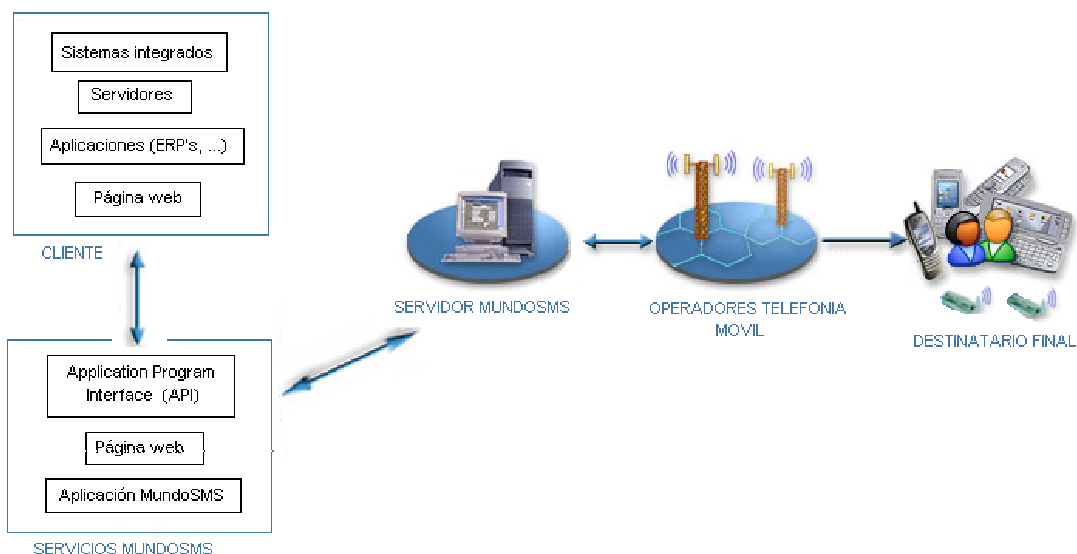 Sistemas integrados
Servidores
Aplicaciones (ERP's, ...)
Página web
CLIENTE
Application Program
Interface (API)
Página web
Aplicación MundoSMS
SERVICIOS MUNDOSMS
SERVIDOR MUNDOSMS
OPERADORES TELEFONIA
MOVIL
DESTINATARIO FINAL